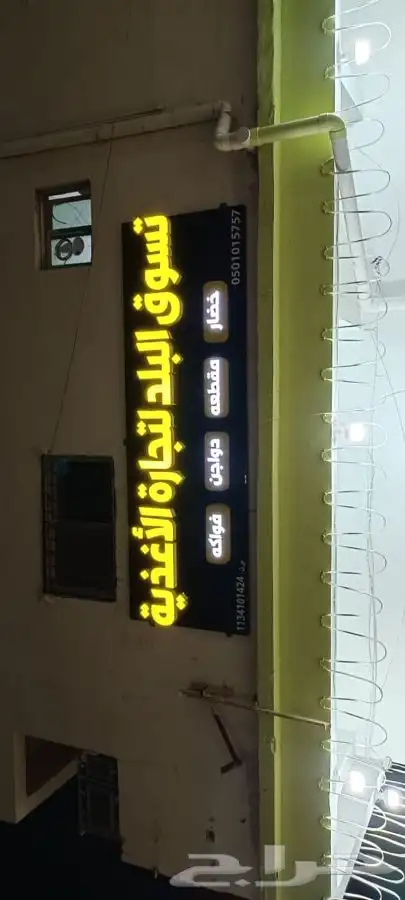 تسوق البلد لتجارة الأغذية
خضار مقطعه دواجن فواكه
0501015757
س.ت 1134101424
حراج